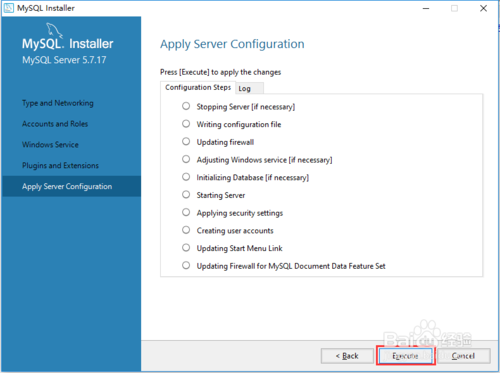 MySQL Installer
MySQL. Installer
MySQL Server 5.7.17
Type and Networking
Accounts and Roles
Windows Service
Plugins and Extensions
Apply Server Configuration
Apply Server Configuration
Press [Execute] to apply the changes
Configuration Steps Log
Stopping Server [if necessary]
Writing configuration file
Updating firewall
Adjusting Windows service [if necessary]
Initializing Database [if necessary]
Starting Server
Applying security settings
Creating user accounts
Updating Start Menu Link
Updating Firewall for MySQL Document Data Feature Set
Baidu 经验
< Back Execute Cancel